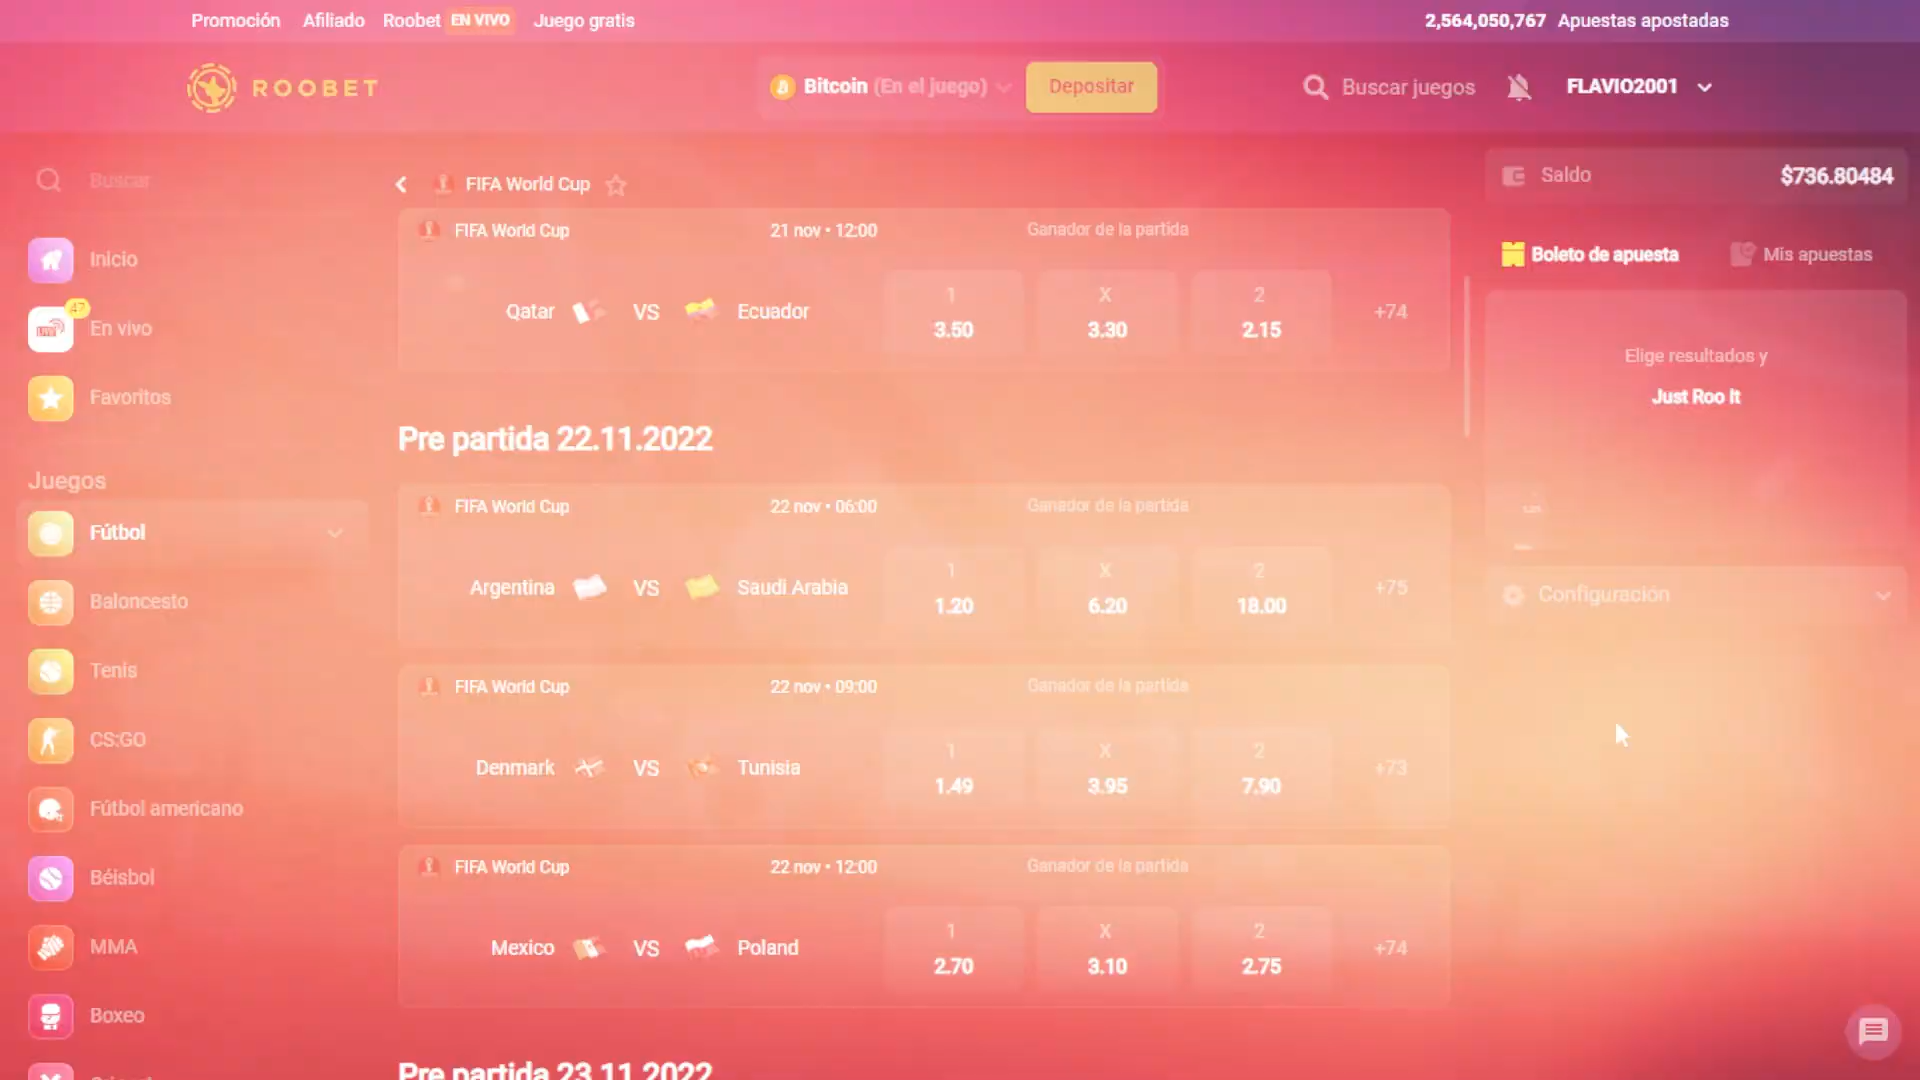 Promoción Afiliado Roobet EN VIVO Juego gratis
2,564,050,767 Apuestas apostadas
ROOBET
Bitcoin (En el juego)
Depositar
Buscar juegos
FLAVIO2001
Buscar
Inicio
47
LIVE
En vivo
Favoritos
Juegos
Fútbol
Baloncesto
Tenis
CS:GO
Fútbol americano
Béisbol
MMA
Boxeo
FIFA World Cup
FIFA World Cup 21 nov • 12:00 Ganador de la partida
1 X 2
Qatar VS Ecuador 3.50 3.30 2.15 +74
Pre partida 22.11.2022
FIFA World Cup 22 nov • 06:00 Ganador de la partida
1 X 2
Argentina VS Saudi Arabia 1.20 6.20 18.00 +75
FIFA World Cup 22 nov • 09:00 Ganador de la partida
1 X 2
Denmark VS Tunisia 1.49 3.95 7.90 +73
FIFA World Cup 22 nov • 12:00 Ganador de la partida
1 X 2
Mexico VS Poland 2.70 3.10 2.75 +74
Pre partida 23.11.2022
Saldo $736.80484
Boleto de apuesta Mis apuestas
Elige resultados y
Just Roo It
Configuración